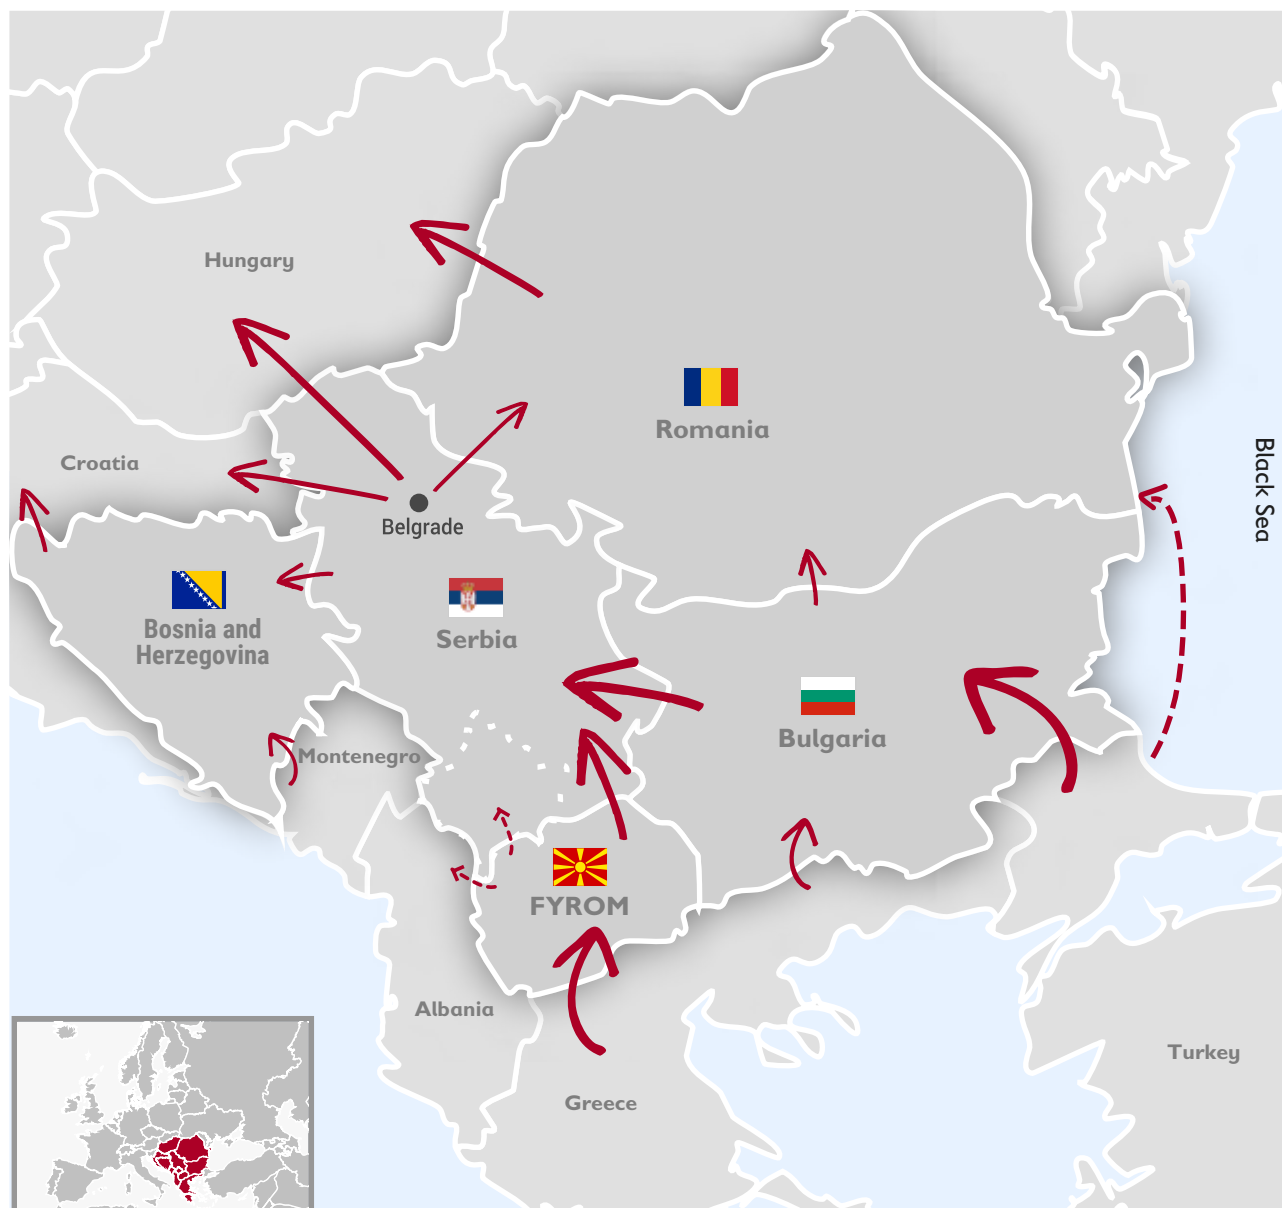 Hungary
Romania
Croatia
Black Sea
Belgrade
Bosnia and
Herzegovina
Serbia
Bulgaria
Montenegro
FYROM
Albania
Turkey
Greece